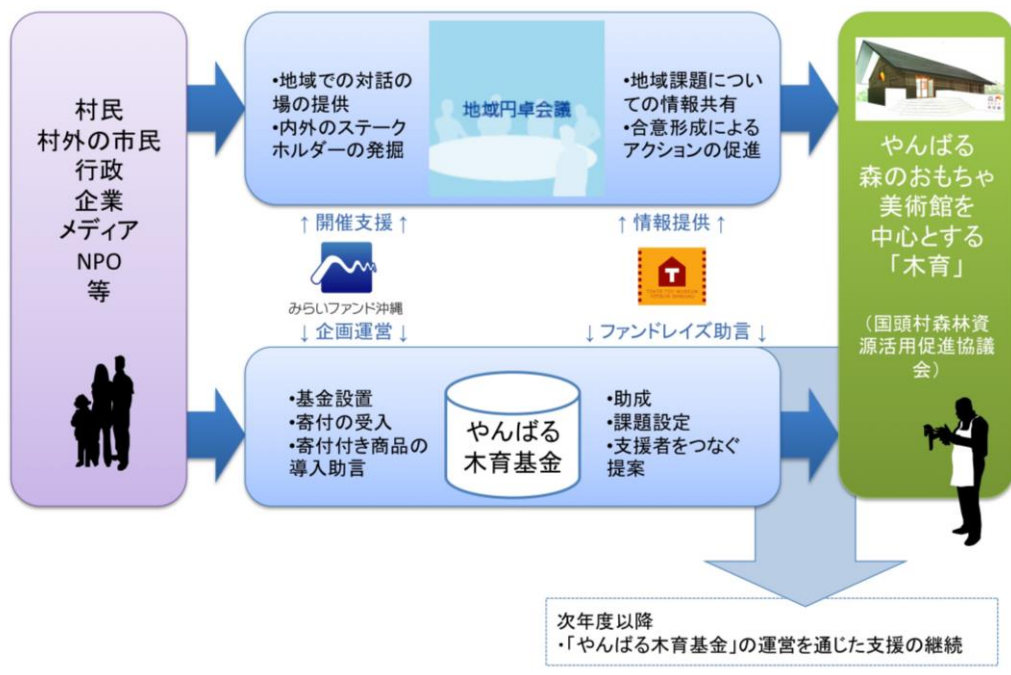 村民
村外の市民
行政
企業
メディア
NPO
等
・地域での対話の
場の提供
・内外のステーク
ホルダーの発掘
地域円卓会議
・地域課題につい
ての情報共有
・合意形成による
アクションの促進
↑ 開催支援 ↑
みらいファンド沖縄
↓ 企画運営 ↓
↑ 情報提供 ↑
T
↓ ファンドレイズ助言 ↓
・基金設置
・寄付の受入
・寄付付き商品の
導入助言
やんばる
木育基金
・助成
・課題設定
・支援者をつなぐ
提案
やんばる
森のおもちゃ
美術館を
中心とする
「木育」
（国頭村森林資
源活用促進協議
会）
次年度以降
・「やんばる木育基金」の運営を通じた支援の継続